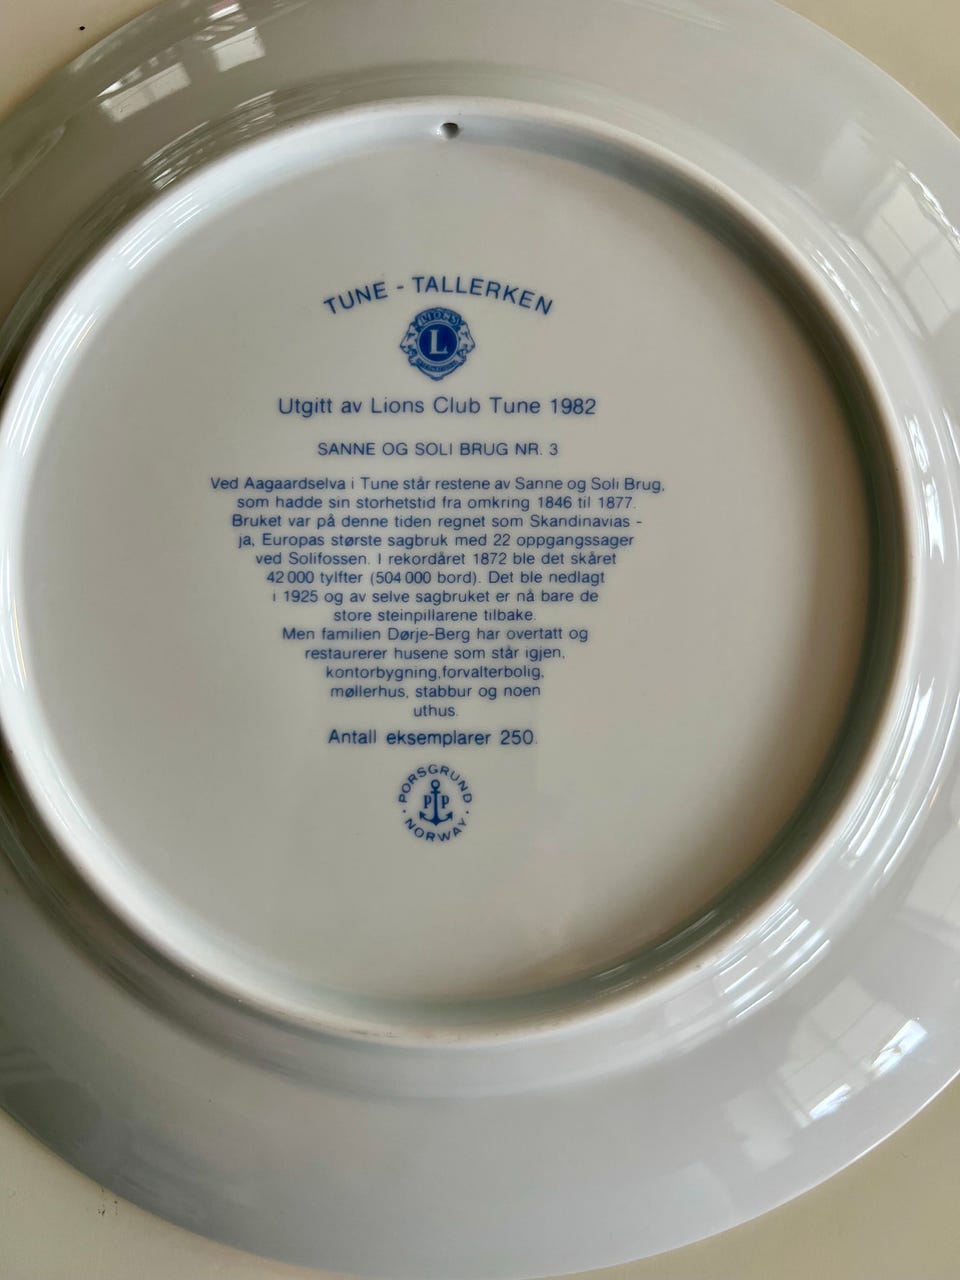 TUNE - TALLERKEN
LIONS
L
INTERNATIONAL
Utgitt av Lions Club Tune 1982
SANNE OG SOLI BRUG NR. 3
Ved Aagaardselva i Tune står restene av Sanne og Soli Brug,
som hadde sin storhetstid fra omkring 1846 til 1877.
Bruket var på denne tiden regnet som Skandinavias -
ja, Europas største sagbruk med 22 oppgangssager
ved Solifossen. I rekordåret 1872 ble det skåret
42 000 tylfter (504 000 bord). Det ble nedlagt
i 1925 og av selve sagbruket er nå bare de
store steinpillarene tilbake.
Men familien Dørje-Berg har overtatt og
restaurerer husene som står igjen,
kontorbygning,forvalterbolig,
møllerhus, stabbur og noen
uthus.
Antall eksemplarer 250.
PORSGRUND
PP
NORWAY